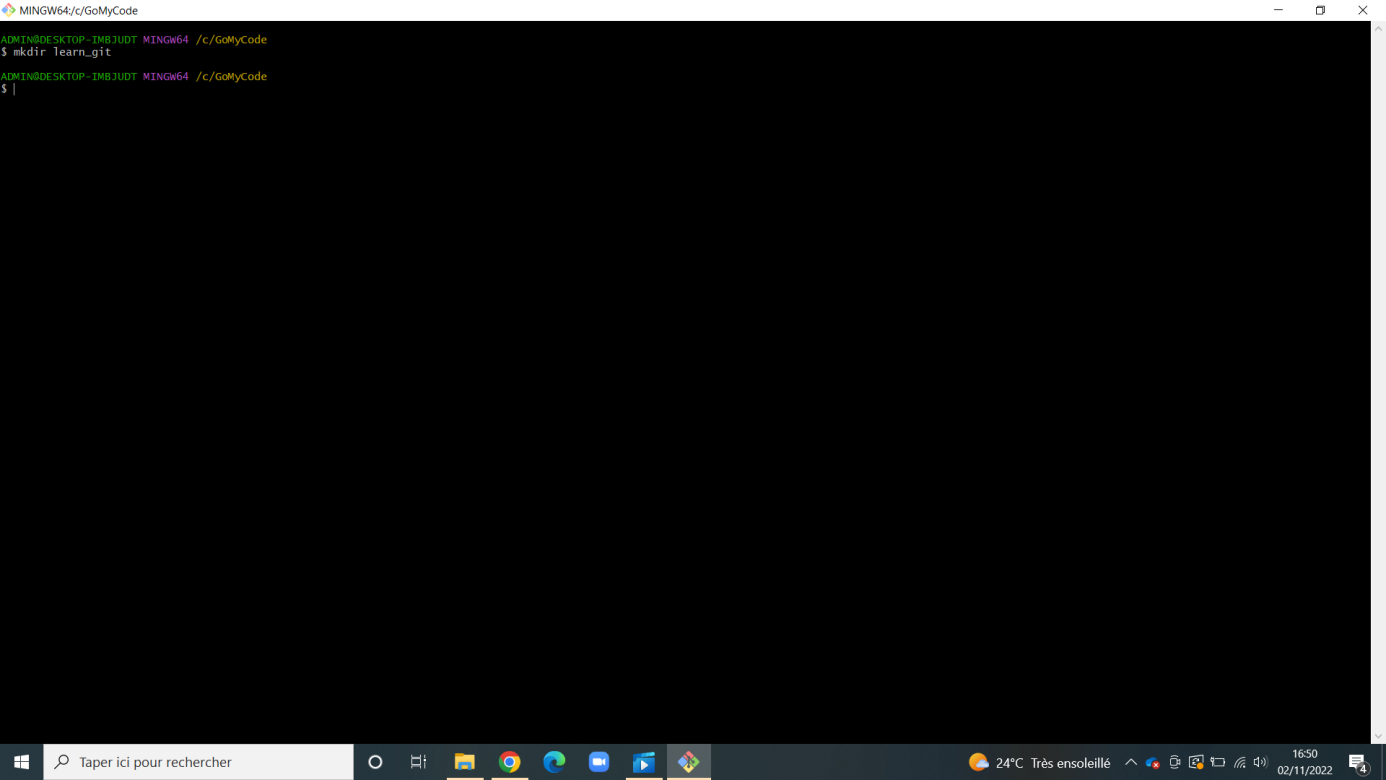 MINGW64:/c/GoMyCode
ADMIN@DESKTOP-IMBJUDT MINGW64 /c/GoMyCode
$ mkdir learn_git
ADMIN@DESKTOP-IMBJUDT MINGW64 /c/GoMyCode
$
Taper ici pour rechercher
24°C Très ensoleillé
16:50
02/11/2022
4